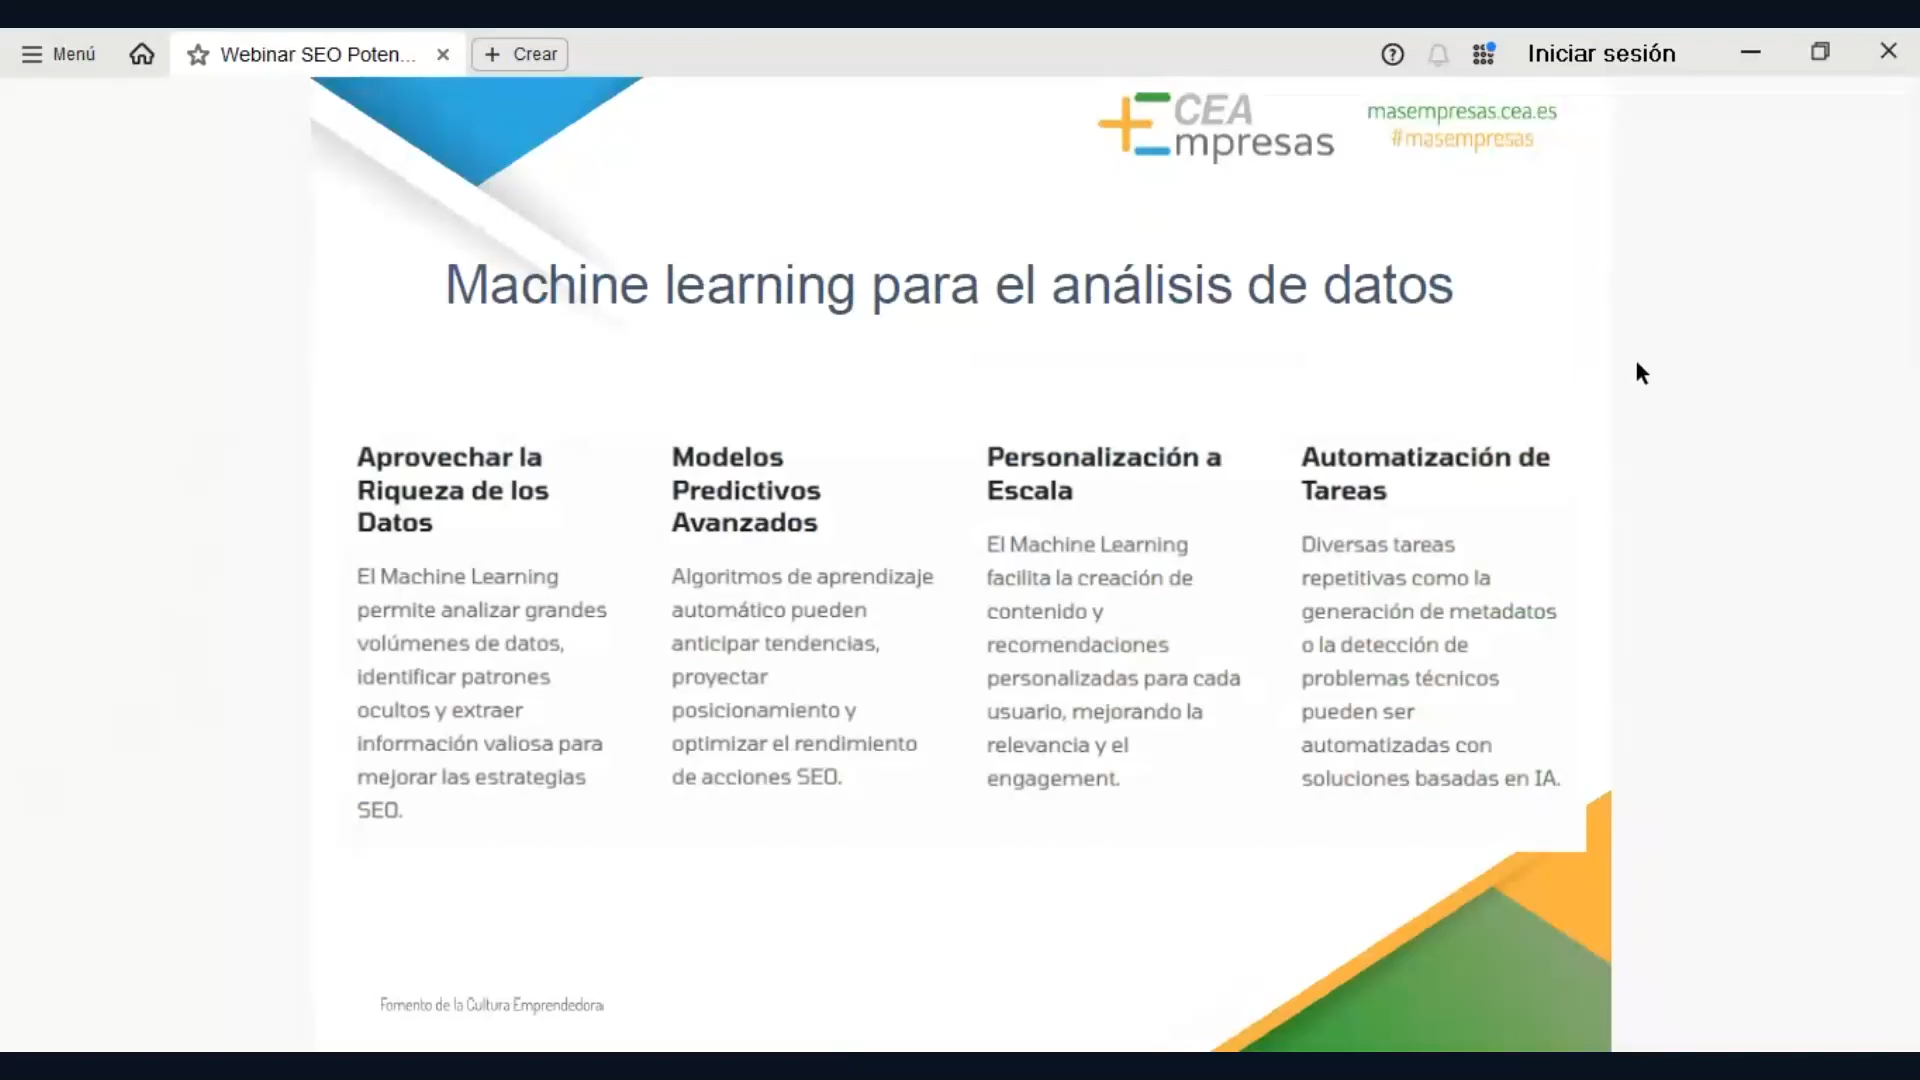 Menú
Webinar SEO Poten...
Crear
Iniciar sesión
CEA
mpresas
masempresas.cea.es
#masempresas
Machine learning para el análisis de datos
Aprovechar la
Riqueza de los
Datos
El Machine Learning
permite analizar grandes
volúmenes de datos,
identificar patrones
ocultos y extraer
información valiosa para
mejorar las estrategias
SEO.
Modelos
Predictivos
Avanzados
Algoritmos de aprendizaje
automático pueden
anticipar tendencias,
proyectar
posicionamiento y
optimizar el rendimiento
de acciones SEO.
Personalización a
Escala
El Machine Learning
facilita la creación de
contenido y
recomendaciones
personalizadas para cada
usuario, mejorando la
relevancia y el
engagement.
Automatización de
Tareas
Diversas tareas
repetitivas como la
generación de metadatos
o la detección de
problemas técnicos
pueden ser
automatizadas con
soluciones basadas en IA.
Fomento de la Cultura Emprendedora